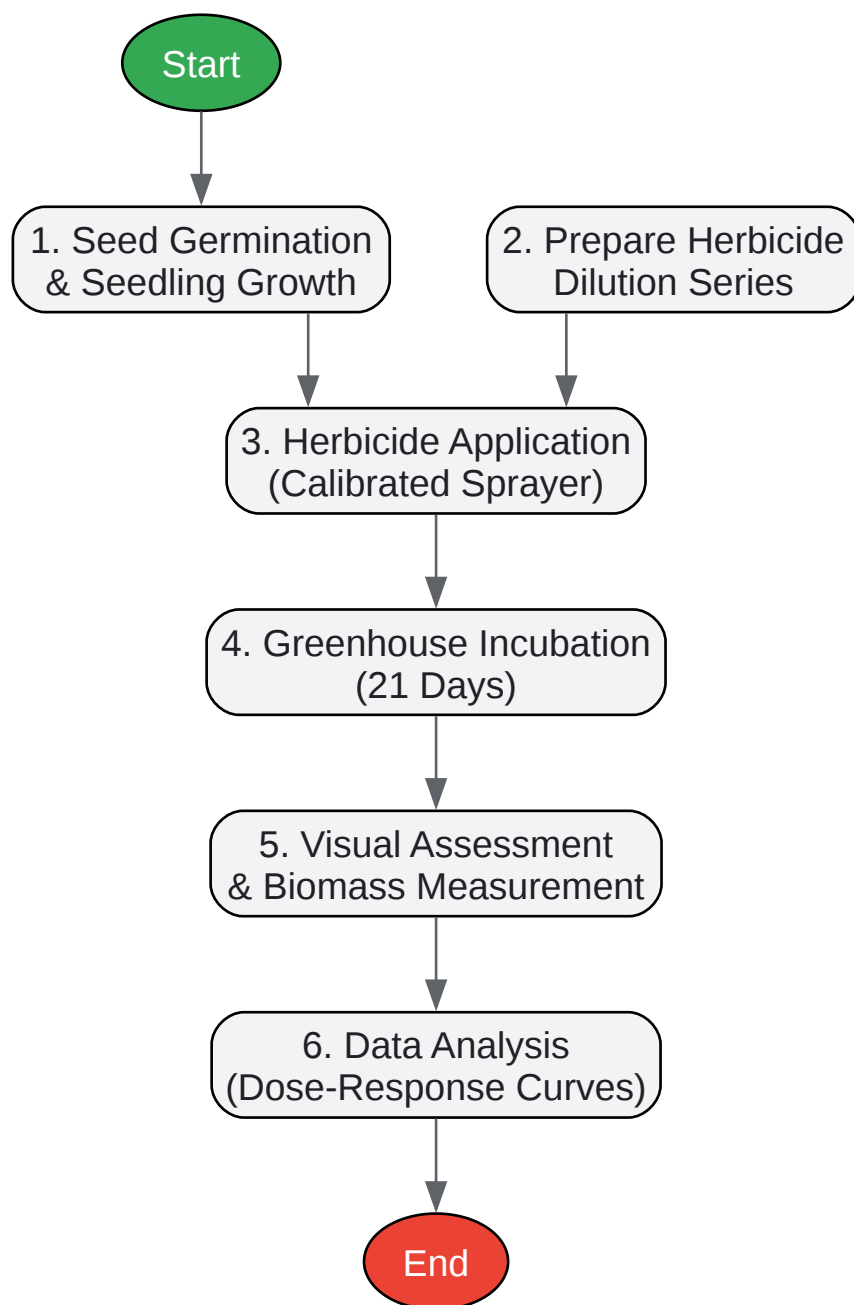 Start
1. Seed Germination
& Seedling Growth
2. Prepare Herbicide
Dilution Series
3. Herbicide Application
(Calibrated Sprayer)
4. Greenhouse Incubation
(21 Days)
5. Visual Assessment
& Biomass Measurement
6. Data Analysis
(Dose-Response Curves)
End